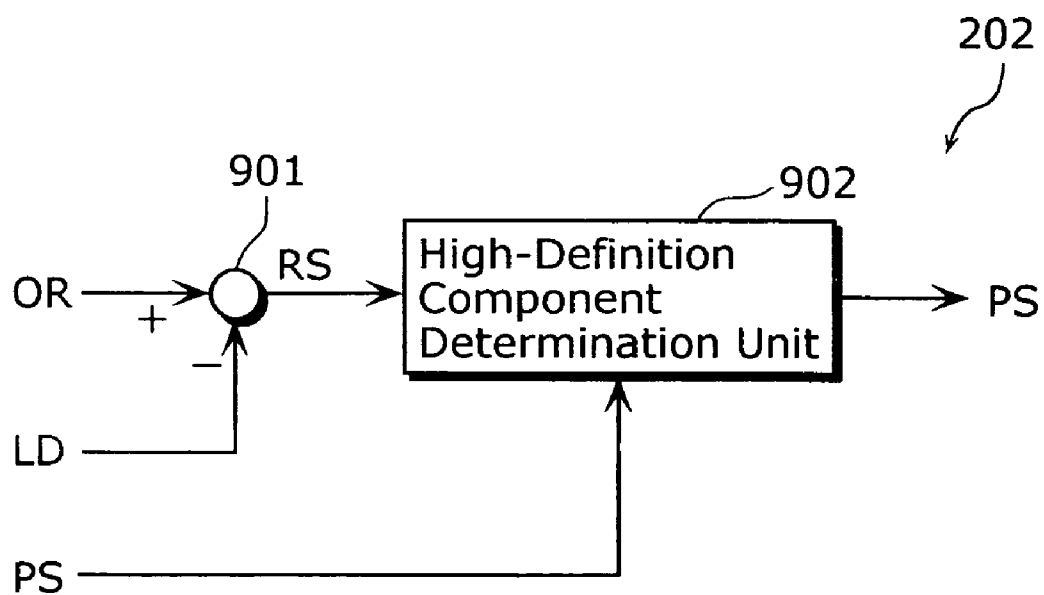 202
901
902
OR
+
RS
High-Definition
Component
Determination Unit
PS
−
LD
PS